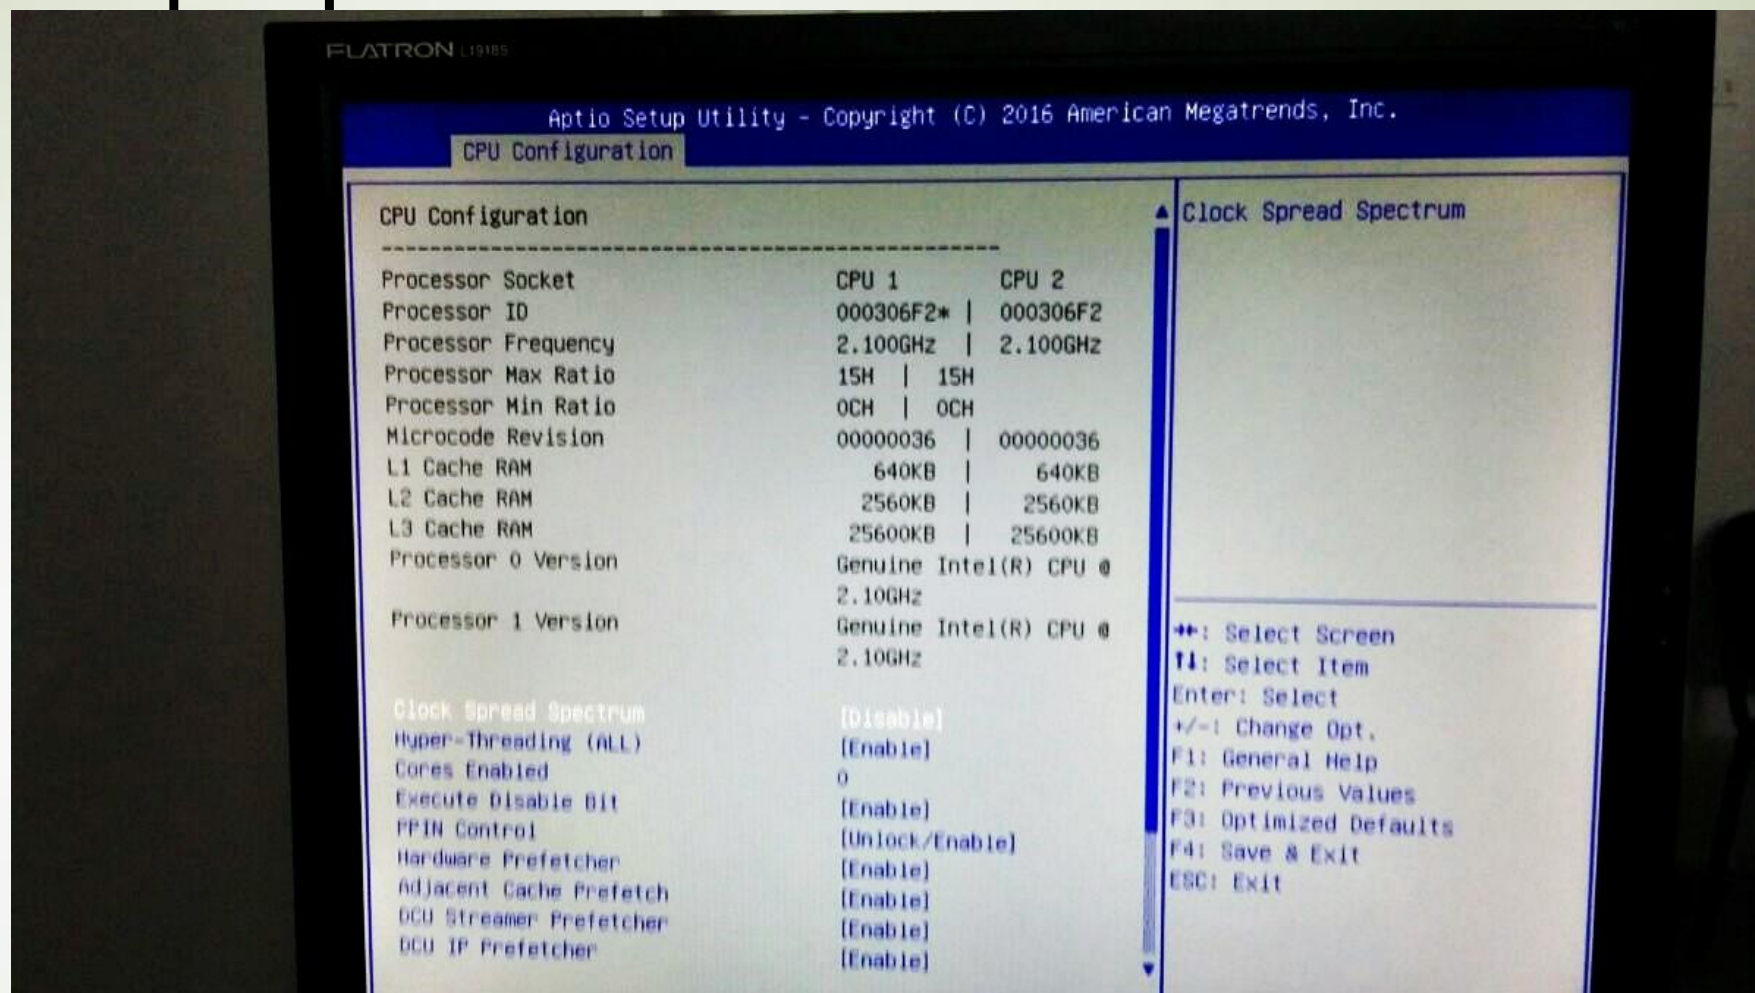 FLATRON L1918S
Aptio Setup Utility - Copyright (C) 2016 American Megatrends, Inc.
CPU Configuration
CPU Configuration
----------------------------------------------------
Processor Socket CPU 1 CPU 2
Processor ID 000306F2* | 000306F2
Processor Frequency 2.100GHz | 2.100GHz
Processor Max Ratio 15H | 15H
Processor Min Ratio 0CH | 0CH
Microcode Revision 00000036 | 00000036
L1 Cache RAM 640KB | 640KB
L2 Cache RAM 2560KB | 2560KB
L3 Cache RAM 25600KB | 25600KB
Processor 0 Version Genuine Intel(R) CPU @
2.10GHz
Processor 1 Version Genuine Intel(R) CPU @
2.10GHz
Clock Spread Spectrum [Disable]
Hyper-Threading (ALL) [Enable]
Cores Enabled 0
Execute Disable Bit [Enable]
PPIN Control [Unlock/Enable]
Hardware Prefetcher [Enable]
Adjacent Cache Prefetch [Enable]
DCU Streamer Prefetcher [Enable]
DCU IP Prefetcher [Enable]
Clock Spread Spectrum
→←: Select Screen
↑↓: Select Item
Enter: Select
+/-: Change Opt.
F1: General Help
F2: Previous Values
F3: Optimized Defaults
F4: Save & Exit
ESC: Exit